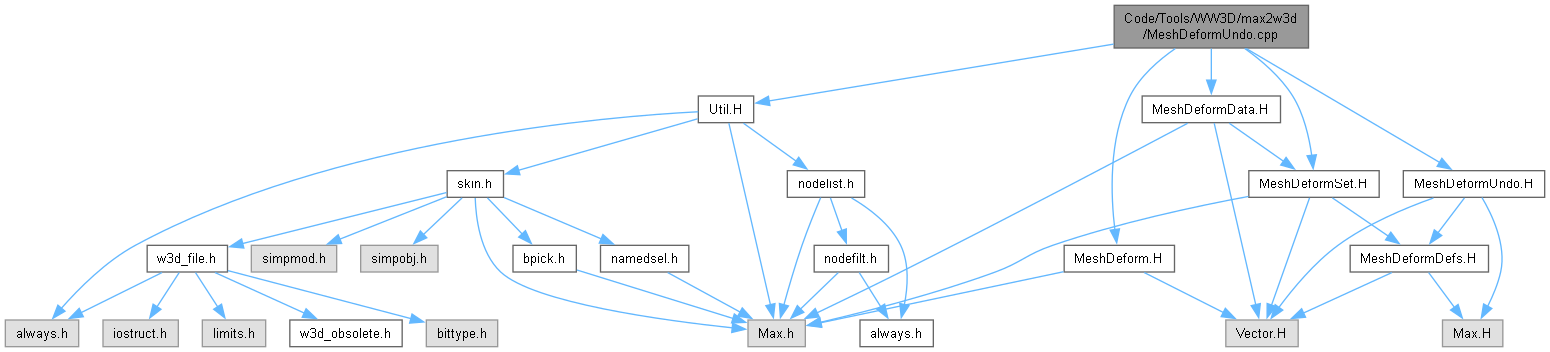 Code/Tools/WW3D/max2w3d
/MeshDeformUndo.cpp
Util.H
MeshDeformData.H
skin.h
nodelist.h
MeshDeformSet.H
MeshDeformUndo.H
w3d_file.h
simpmod.h
simpobj.h
bpick.h
namedsel.h
nodefilt.h
MeshDeform.H
MeshDeformDefs.H
always.h
iostruct.h
limits.h
w3d_obsolete.h
bittype.h
Max.h
always.h
Vector.H
Max.H